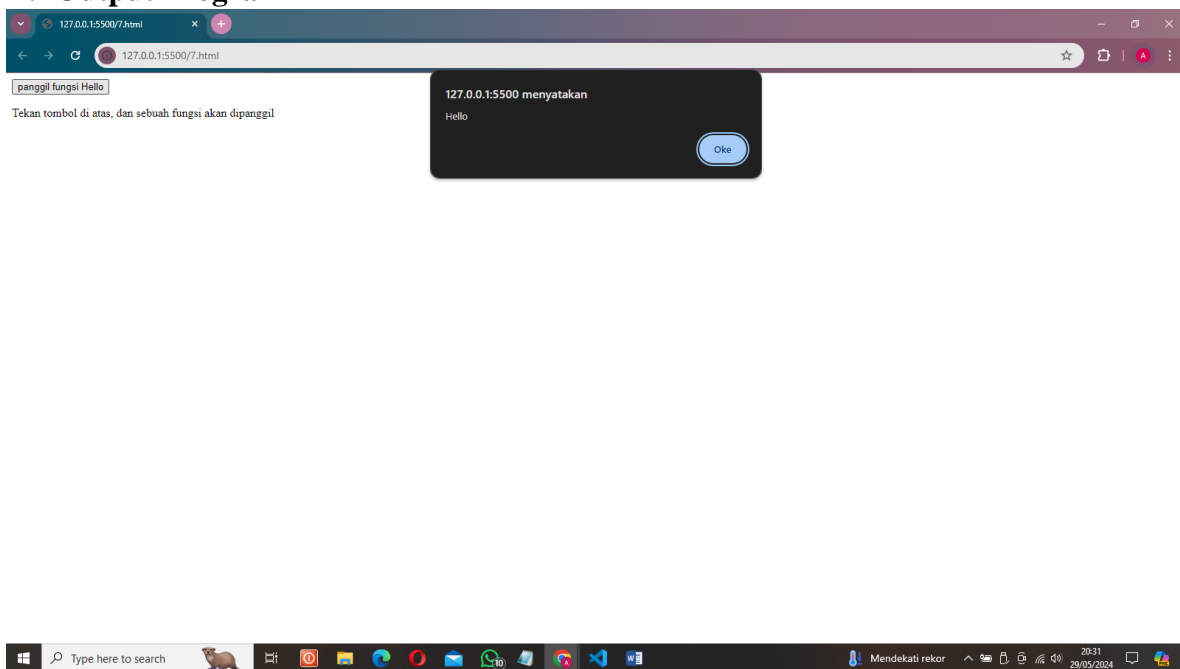 127.0.0.1:5500/7.html
127.0.0.1:5500/7.html
A
panggil fungsi Hello
Tekan tombol di atas, dan sebuah fungsi akan dipanggil
127.0.0.1:5500 menyatakan
Hello
Oke
Type here to search
10
Mendekati rekor
20:31
29/05/2024